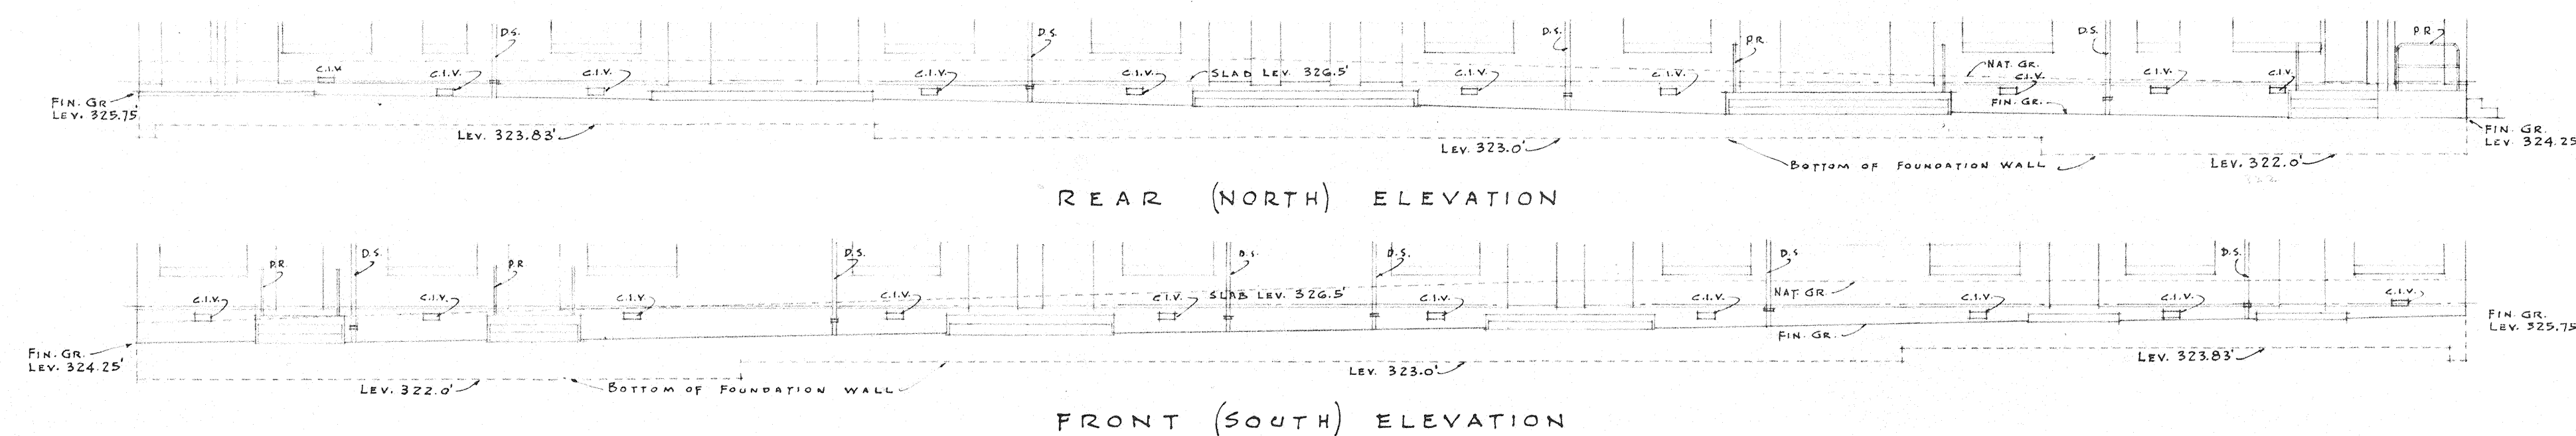 D.S. D.S. D.S. P.R. D.S. P.R.
C.I.V. C.I.V. C.I.V. C.I.V. C.I.V. SLAB LEV. 326.5' C.I.V. C.I.V. NAT. GR. C.I.V. C.I.V. C.I.V.
FIN. GR. FIN. GR.
LEV. 325.75'
LEV. 323.83' LEV. 323.0' FIN. GR.
LEV. 324.25'
BOTTOM OF FOUNDATION WALL LEV. 322.0'
322
REAR (NORTH) ELEVATION
P.R. D.S. P.R. D.S. D.S. D.S. D.S. D.S.
C.I.V. C.I.V. C.I.V. C.I.V. C.I.V. SLAB LEV. 326.5' C.I.V. C.I.V. NAT. GR. C.I.V. C.I.V. C.I.V.
FIN. GR. FIN. GR.
LEV. 325.75
FIN. GR.
LEV. 324.25' LEV. 323.83'
LEV. 322.0' BOTTOM OF FOUNDATION WALL LEV. 323.0'
FRONT (SOUTH) ELEVATION